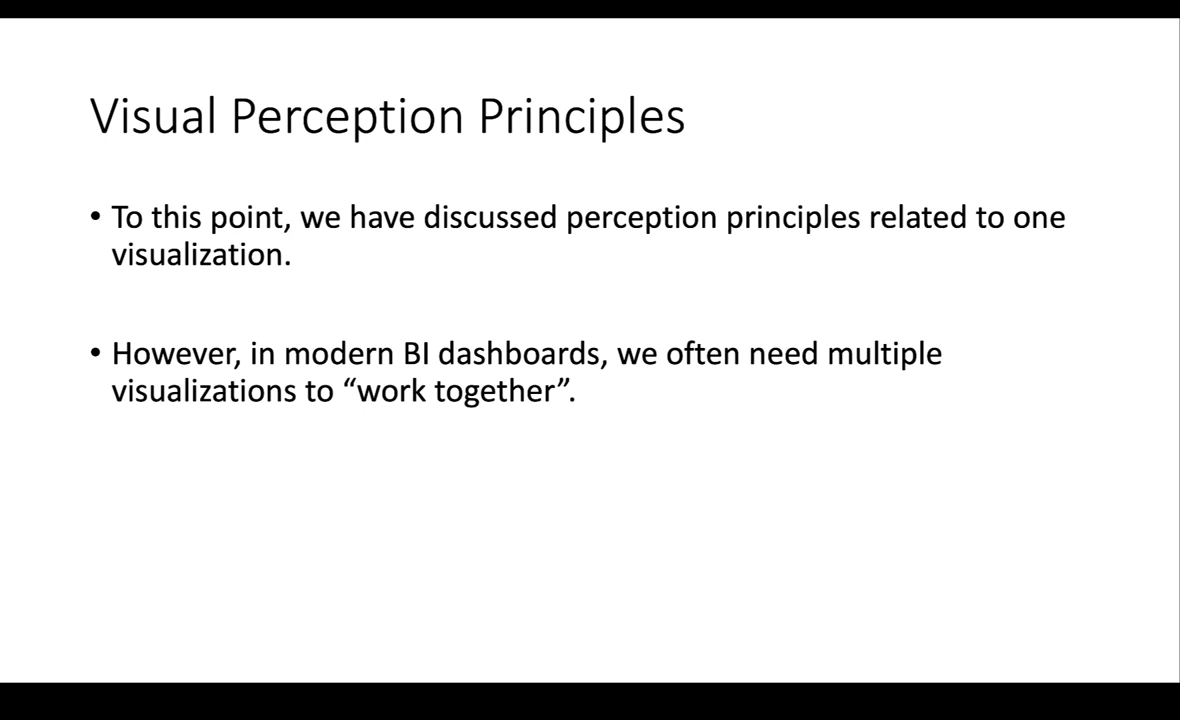 Visual Perception Principles
• To this point, we have discussed perception principles related to one
visualization.
• However, in modern BI dashboards, we often need multiple
visualizations to “work together”.